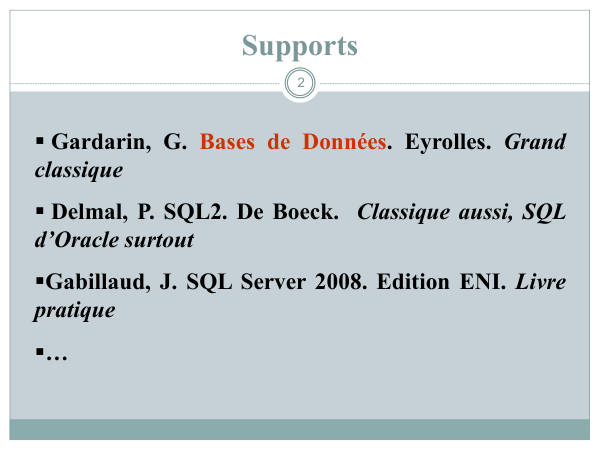 Supports
2
▪ Gardarin, G. Bases de Données. Eyrolles. Grand
classique
▪ Delmal, P. SQL2. De Boeck. Classique aussi, SQL
d’Oracle surtout
▪Gabillaud, J. SQL Server 2008. Edition ENI. Livre
pratique
▪…